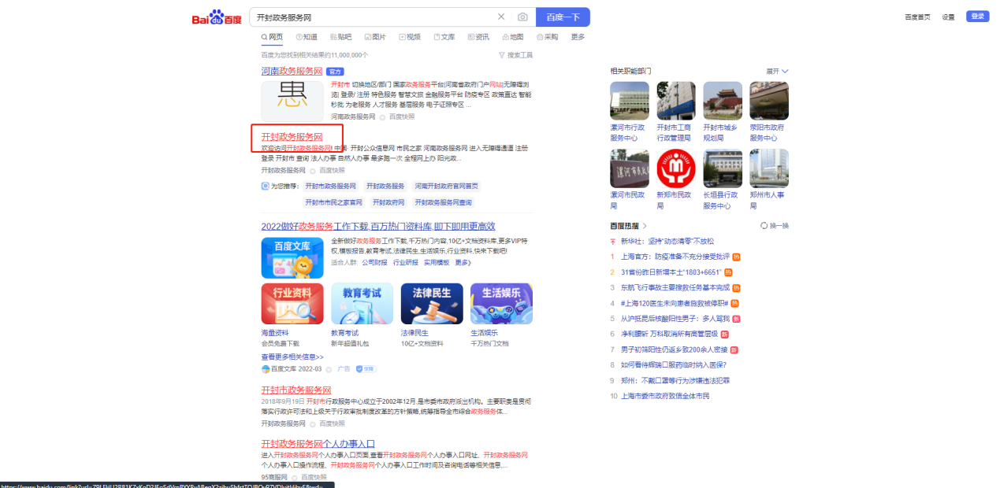 Bai du 百度
开封政务服务网
百度一下
百度首页 设置 登录
网页 知道 贴吧 图片 视频 文库 资讯 地图 采购 更多
百度为您找到相关结果约11,000,000个
搜索工具
河南政务服务网 官方
惠
开封市 切换地区/部门 国家政务服务平台|河南省政府门户网站|无障碍浏
览| 登录/ 注册 特色服务 智慧文旅 金融服务平台 防疫专区 政策直达 智能
秒批 为老服务 人才服务 基层服务 电子证照专区 ...
河南政务服务网 百度快照
开封政务服务网
欢迎访问开封政务服务网! 中国· 开封公众信息网 市民之家 河南政务服务网 进入无障碍通道 注册
登录 开封市 查询 法人办事 自然人办事 最多跑一次 全程网上办 阳光政...
开封政务服务网 百度快照
为您推荐: 开封市政务服务网 开封政务服务 河南开封政府官网首页
开封市市民之家官网 开封政府网 开封政务服务网查询
2022做好政务服务工作下载,百万热门资料库,即下即用更高效
百度文库
全新做好政务服务工作下载,千万热门内容,10亿+文档资料库,更多VIP特
权,模板报告,教育考试,法律民生,生活娱乐,行业资料,快来下载吧!
适合人群: 公司财报 行业研报 实用模板 更多》
行业资料 教育考试 法律民生 生活娱乐
海量资料 教育考试 法律民生 生活娱乐
会员免费下载 新年超值礼包 10亿+文档资料 千万热门文档
查看更多相关信息>>
百度文库 2022-03 广告 保障
开封市政务服务网
2018年9月19日 开封市行政服务中心成立于2002年12月,是市委市政府派出机构。主要职责是贯彻
落实行政许可法和上级关于行政审批制度改革的方针策略,统筹指导全市综合政务服务体...
开封政务服务网 百度快照
开封政务服务网个人办事入口
进入开封政务服务网个人办事入口页面,查看开封政务服务网个人办事入口网址、开封政务服务网
个人办事入口操作流程、开封政务服务网个人办事入口工作时间及咨询电话等相关信息,...
95商服网 百度快照
相关职能部门 展开
漯河市行政 开封市工商 开封市城乡 荥阳市政府
服务中心 行政管理局 规划局 服务中心
漯河市民政 新郑市民政 长垣县行政 郑州市人事
局 局 服务中心 局
百度热搜 换一换
新华社：坚持“动态清零”不放松
1 上海官方：防疫准备不充分接受批评 热
2 31省份昨日新增本土“1803+6651” 热
3 东航飞行事故主要搜救任务基本完成 热
4 #上海120医生未向患者施救被停职# 热
5 从沪抵昆后核酸阳性男子：多人骂我 新
6 净利腰斩 万科取消所有高管层级 新
7 男子初筛阳性仍返乡致200余人密接 新
8 如何看待辉瑞口服药临时纳入医保?
9 郑州：不戴口罩等行为涉嫌违法犯罪
10 上海市委市政府致信全体市民